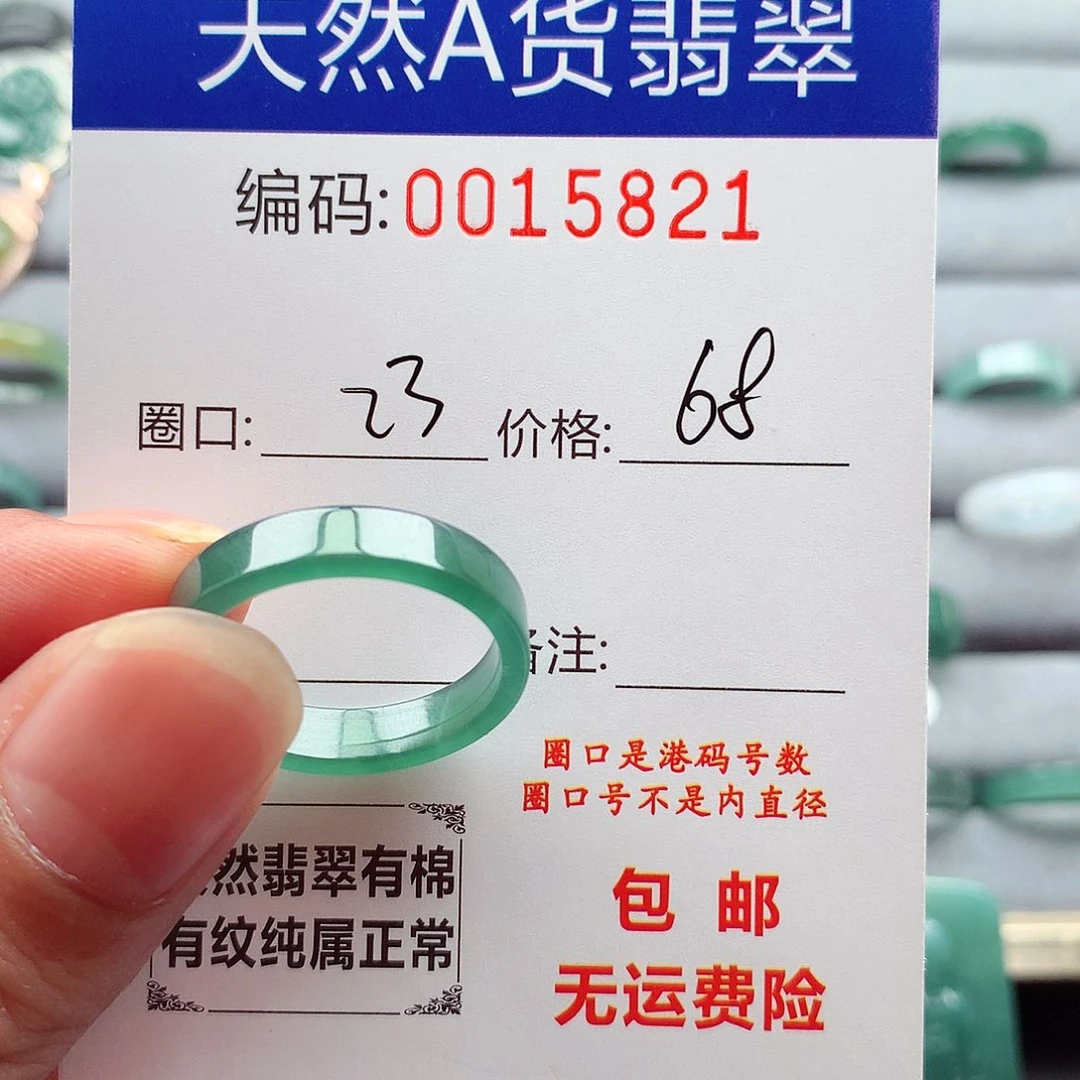 天然A货翡翠
编码:0015821
圈口: 23 价格: 68
备注:
圈口是港码号数
圈口号不是内直径
然翡翠有棉
有纹纯属正常
包 邮
无运费险